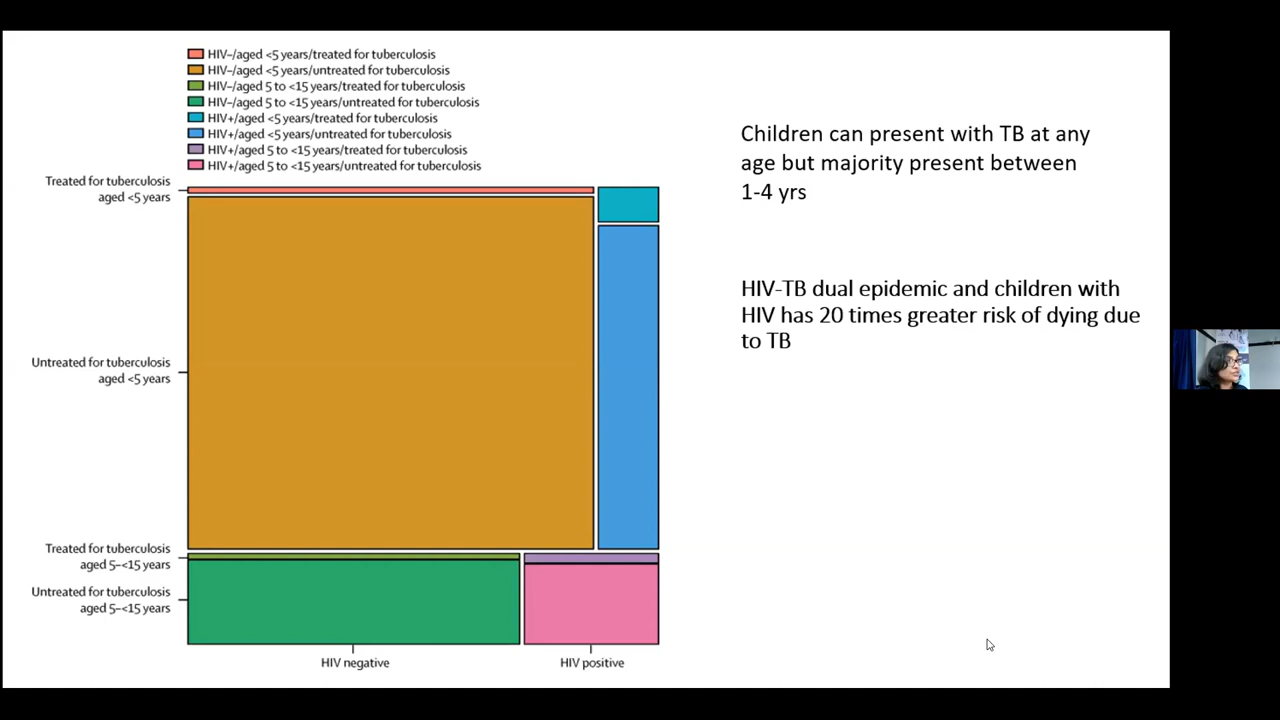 HIV–/aged <5 years/treated for tuberculosis
HIV–/aged <5 years/untreated for tuberculosis
HIV–/aged 5 to <15 years/treated for tuberculosis
HIV–/aged 5 to <15 years/untreated for tuberculosis
HIV+/aged <5 years/treated for tuberculosis
HIV+/aged <5 years/untreated for tuberculosis
HIV+/aged 5 to <15 years/treated for tuberculosis
HIV+/aged 5 to <15 years/untreated for tuberculosis
Treated for tuberculosis
aged <5 years
Untreated for tuberculosis
aged <5 years
Treated for tuberculosis
aged 5–<15 years
Untreated for tuberculosis
aged 5–<15 years
HIV negative
HIV positive
Children can present with TB at any
age but majority present between
1-4 yrs
HIV-TB dual epidemic and children with
HIV has 20 times greater risk of dying due
to TB